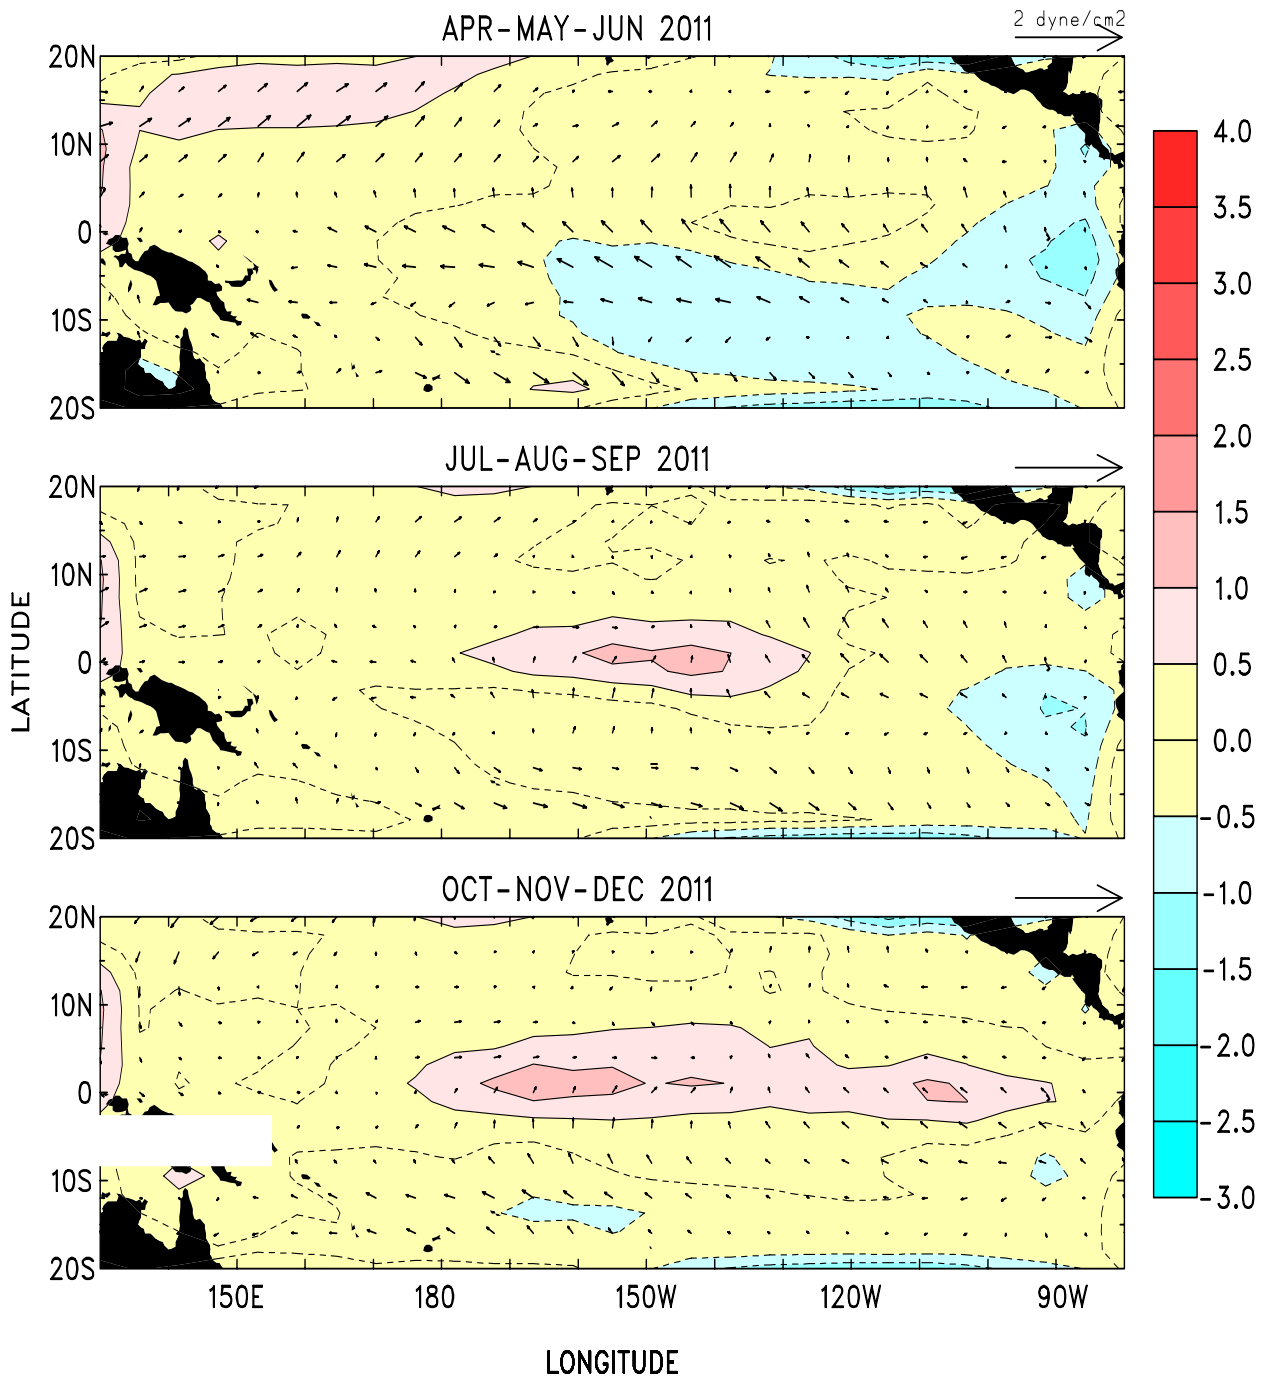 APR-MAY-JUN 2011
2 dyne/cm2
20N
10N
0
10S
20S
JUL-AUG-SEP 2011
20N
10N
0
10S
20S
LATITUDE
OCT-NOV-DEC 2011
20N
10N
0
10S
20S
150E 180 150W 120W 90W
LONGITUDE
4.0
3.5
3.0
2.5
2.0
1.5
1.0
0.5
0.0
-0.5
-1.0
-1.5
-2.0
-2.5
-3.0